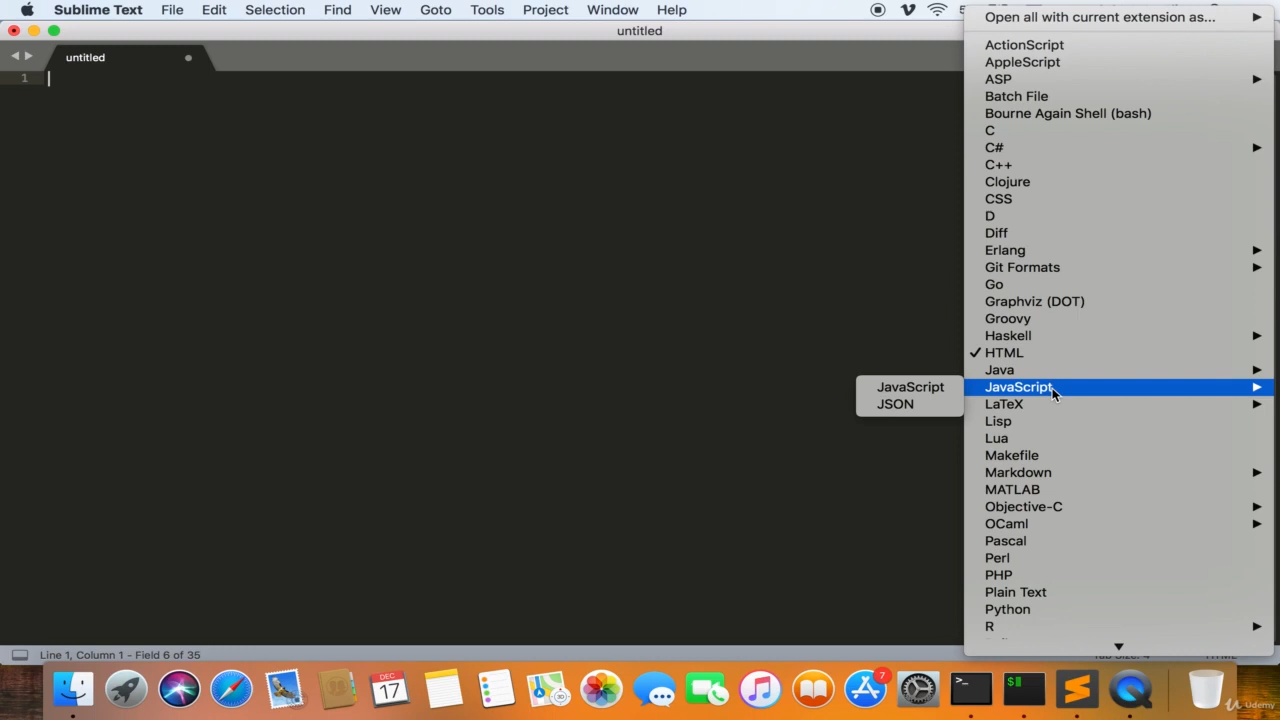 Sublime Text File Edit Selection Find View Goto Tools Project Window Help
untitled
untitled
1
Open all with current extension as...
ActionScript
AppleScript
ASP
Batch File
Bourne Again Shell (bash)
C
C#
C++
Clojure
CSS
D
Diff
Erlang
Git Formats
Go
Graphviz (DOT)
Groovy
Haskell
HTML
Java
JavaScript
JavaScript
JSON
LaTeX
Lisp
Lua
Makefile
Markdown
MATLAB
Objective-C
OCaml
Pascal
Perl
PHP
Plain Text
Python
R
Line 1, Column 1 - Field 6 of 35
DEC
17
3D
7
>_
$
Udemy